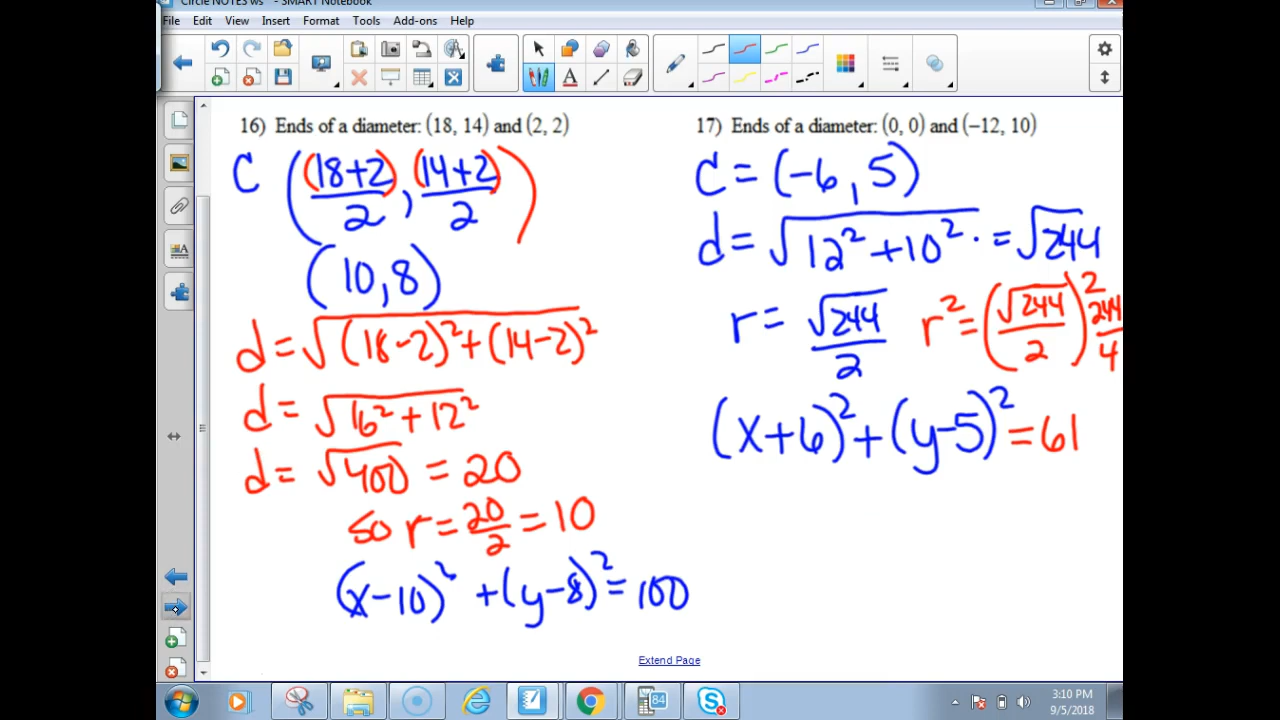 Circle NOTES ws - SMART Notebook
File Edit View Insert Format Tools Add-ons Help
16) Ends of a diameter: (18, 14) and (2, 2)
C ((18+2)/2, (14+2)/2)
(10,8)
d = √(18-2)²+(14-2)²
d = √16²+12²
d = √400 = 20
so r = 20/2 = 10
(x-10)² +(y-8)² = 100
17) Ends of a diameter: (0, 0) and (−12, 10)
C = (-6, 5)
d = √12²+10² = √244
r = √244/2 r² = (√244/2)² 244/4
(x+6)²+(y-5)² = 61
Extend Page
84
3:10 PM
9/5/2018